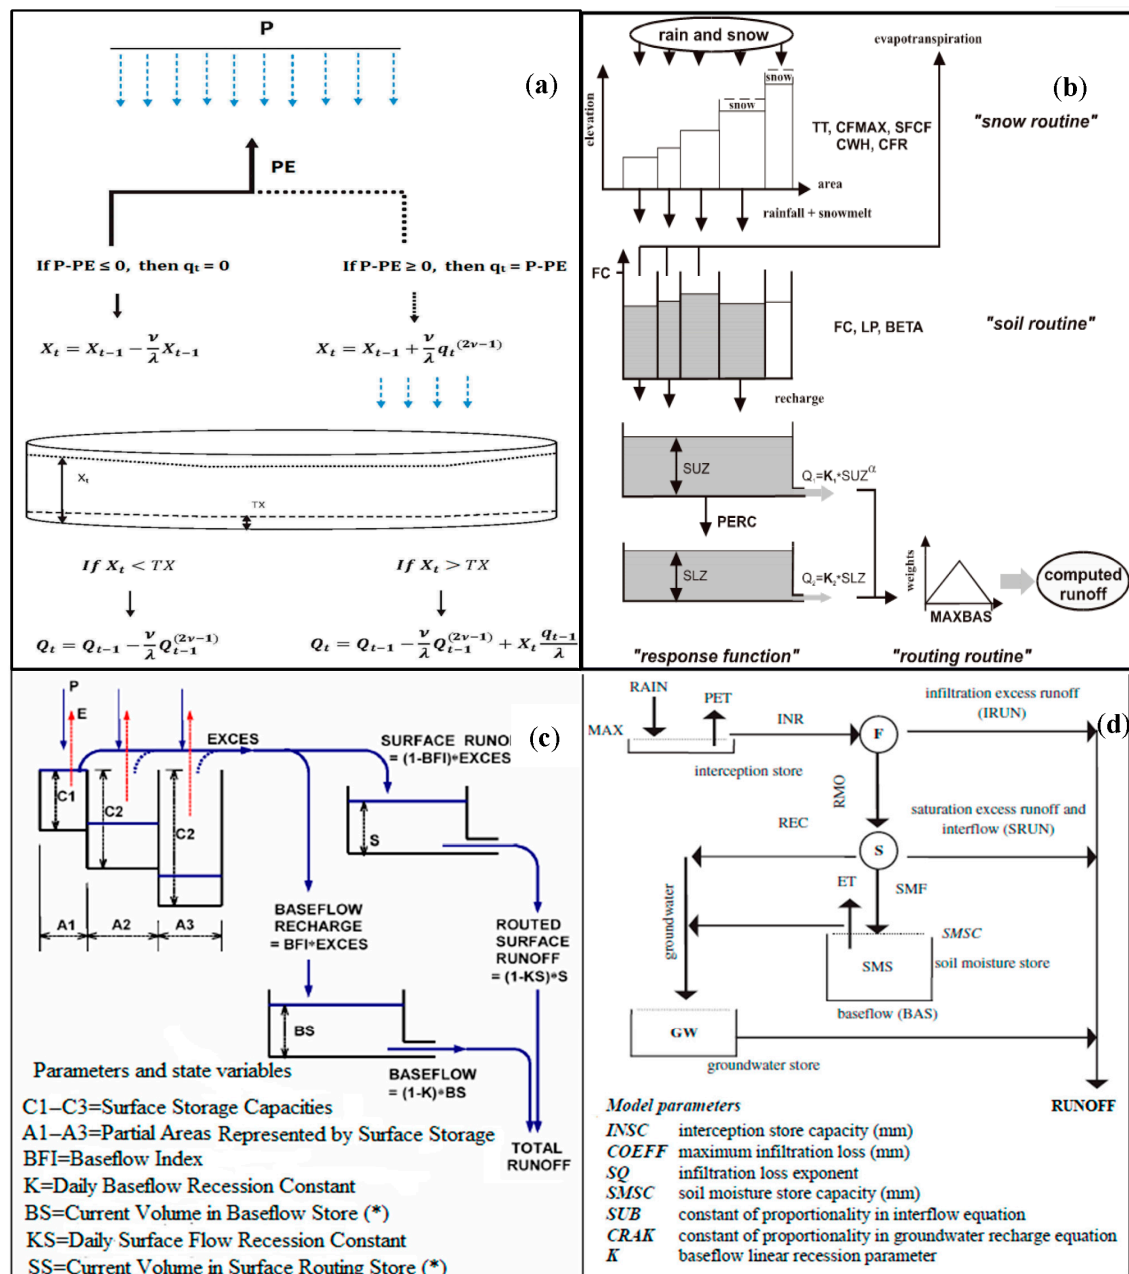 P
(a)
PE
If P-PE ≤ 0, then qₜ = 0
If P-PE ≥ 0, then qₜ = P-PE
Xₜ = Xₜ₋₁ − ν/λ Xₜ₋₁
Xₜ = Xₜ₋₁ + ν/λ qₜ^(2ν−1)
Xₜ
TX
If Xₜ < TX
If Xₜ > TX
Qₜ = Qₜ₋₁ − ν/λ Qₜ₋₁^(2ν−1)
Qₜ = Qₜ₋₁ − ν/λ Qₜ₋₁^(2ν−1) + Xₜ qₜ₋₁/λ
rain and snow
evapotranspiration
(b)
elevation
snow
snow
TT, CFMAX, SFCF
CWH, CFR
"snow routine"
area
rainfall + snowmelt
FC
FC, LP, BETA
"soil routine"
recharge
SUZ
Q₁=K₁*SUZ^α
PERC
SLZ
Q₂=K₂*SLZ
weights
MAXBAS
computed
runoff
"response function"
"routing routine"
P
E
EXCES
(c)
SURFACE RUNO
= (1-BFI)*EXCES
C1
C2
C2
S
A1
A2
A3
BASEFLOW
RECHARGE
= BFI*EXCES
ROUTED
SURFACE
RUNOFF
= (1-KS)*S
BS
BASEFLOW
= (1-K)*BS
TOTAL
RUNOFF
Parameters and state variables
C1–C3=Surface Storage Capacities
A1–A3=Partial Areas Represented by Surface Storage
BFI=Baseflow Index
K=Daily Baseflow Recession Constant
BS=Current Volume in Baseflow Store (*)
KS=Daily Surface Flow Recession Constant
SS=Current Volume in Surface Routing Store (*)
RAIN
PET
INR
MAX
interception store
F
infiltration excess runoff
(IRUN)
(d)
RMO
REC
saturation excess runoff and
interflow (SRUN)
S
ET
SMF
groundwater
SMSC
SMS
soil moisture store
baseflow (BAS)
GW
groundwater store
RUNOFF
Model parameters
INSC interception store capacity (mm)
COEFF maximum infiltration loss (mm)
SQ infiltration loss exponent
SMSC soil moisture store capacity (mm)
SUB constant of proportionality in interflow equation
CRAK constant of proportionality in groundwater recharge equation
K baseflow linear recession parameter